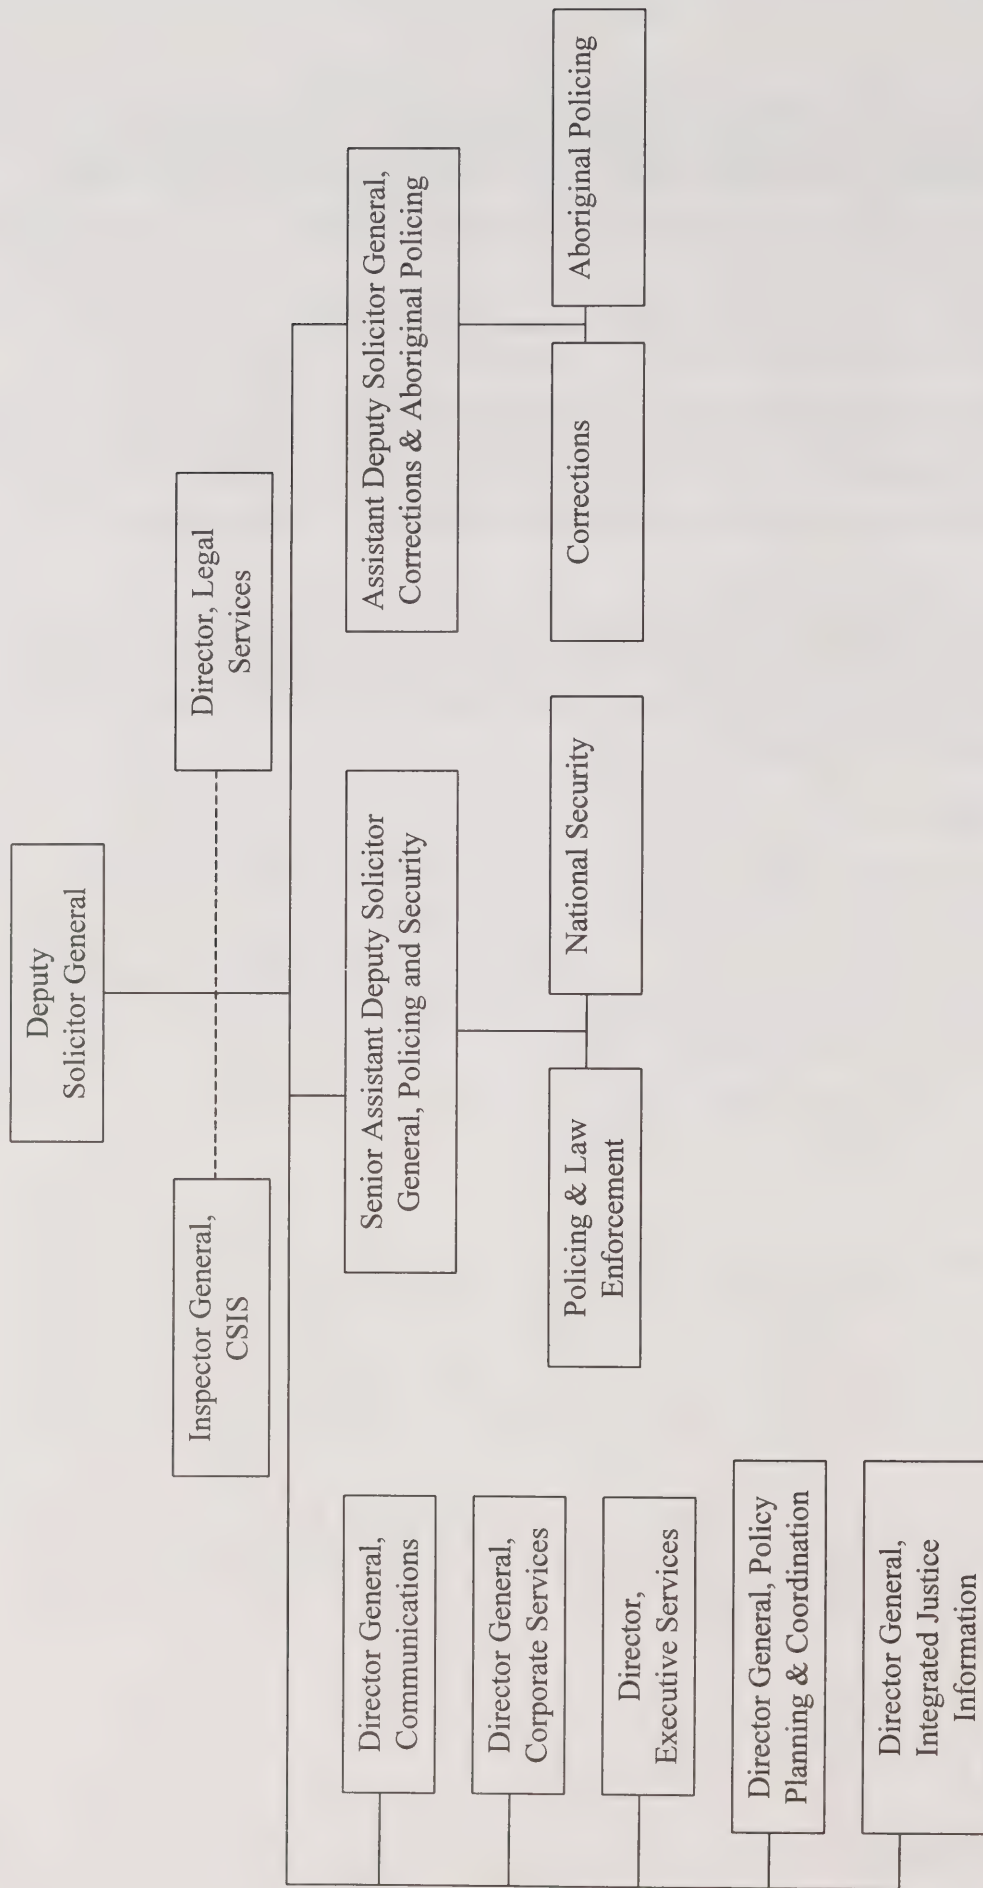 Deputy
Solicitor General
Inspector General,
CSIS
Director, Legal
Services
Director General,
Communications
Director General,
Corporate Services
Director,
Executive Services
Director General, Policy
Planning & Coordination
Director General,
Integrated Justice
Information
Senior Assistant Deputy Solicitor
General, Policing and Security
Policing & Law
Enforcement
National Security
Assistant Deputy Solicitor General,
Corrections & Aboriginal Policing
Corrections
Aboriginal Policing